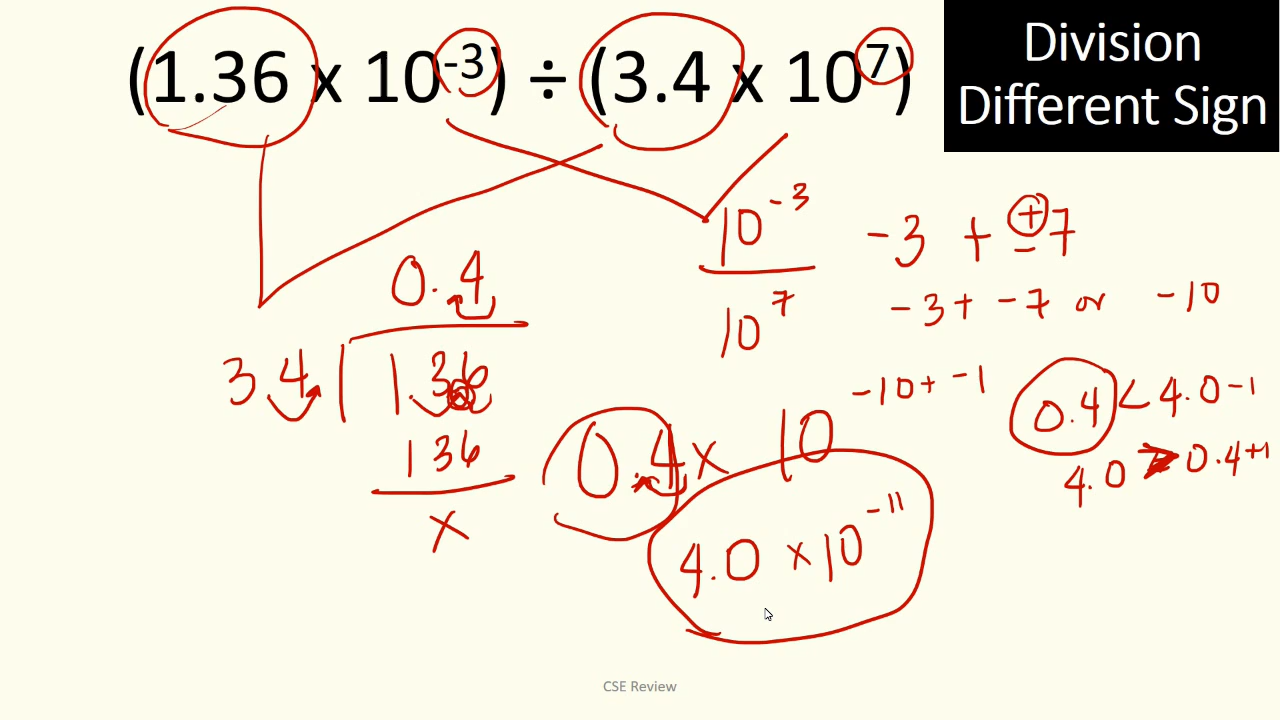 (1.36 x 10⁻³) ÷ (3.4 x 10⁷)
Division
Different Sign
10⁻³
10⁷
-3 + +7
-
-3 + -7 or -10
0.4
3.4 1.36
136
x
0.4 x 10⁻¹⁰⁺⁻¹
4.0 x 10⁻¹¹
0.4 < 4.0 -1
4.0 > 0.4 +1
CSE Review